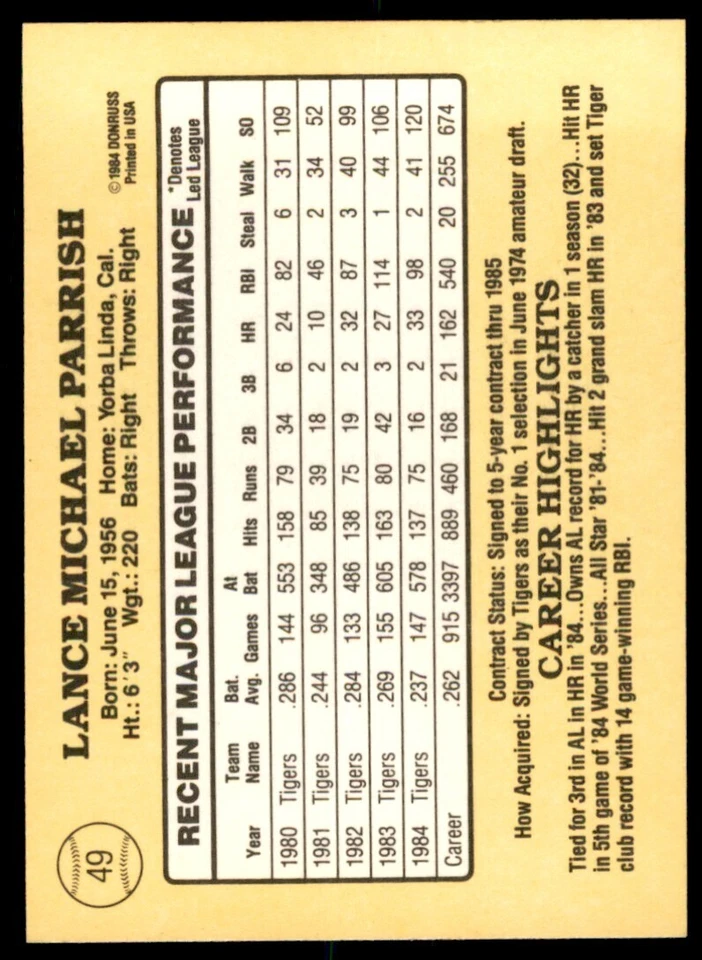 49
LANCE MICHAEL PARRISH
Born: June 15, 1956 Home: Yorba Linda, Cal.
Ht.: 6'3" Wgt.: 220 Bats: Right Throws: Right
© 1984 DONRUSS
Printed in USA
RECENT MAJOR LEAGUE PERFORMANCE
*Denotes
Led League
Year Team Name Bat. Avg. Games At Bat Hits Runs 2B 3B HR RBI Steal Walk SO
1980 Tigers .286 144 553 158 79 34 6 24 82 6 31 109
1981 Tigers .244 96 348 85 39 18 2 10 46 2 34 52
1982 Tigers .284 133 486 138 75 19 2 32 87 3 40 99
1983 Tigers .269 155 605 163 80 42 3 27 114 1 44 106
1984 Tigers .237 147 578 137 75 16 2 33 98 2 41 120
Career .262 915 3397 889 460 168 21 162 540 20 255 674
Contract Status: Signed to 5-year contract thru 1985
How Acquired: Signed by Tigers as their No. 1 selection in June 1974 amateur draft.
CAREER HIGHLIGHTS
Tied for 3rd in AL in HR in '84...Owns AL record for HR by a catcher in 1 season (32)...Hit HR
in 5th game of '84 World Series...All Star '81-'84...Hit 2 grand slam HR in '83 and set Tiger
club record with 14 game-winning RBI.